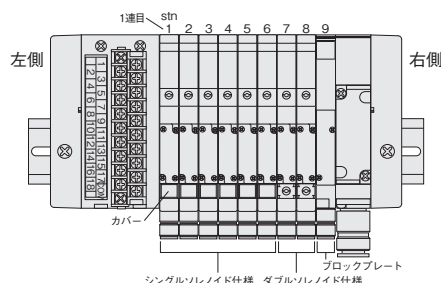 1連目 stn
1 2 3 4 5 6 7 8 9
左側
右側
1
2 3
4 5
6 7
8 9
10 11
12 13
14 15
16 17
18
カバー
ブロックプレート
シングルソレノイド仕様 ダブルソレノイド仕様